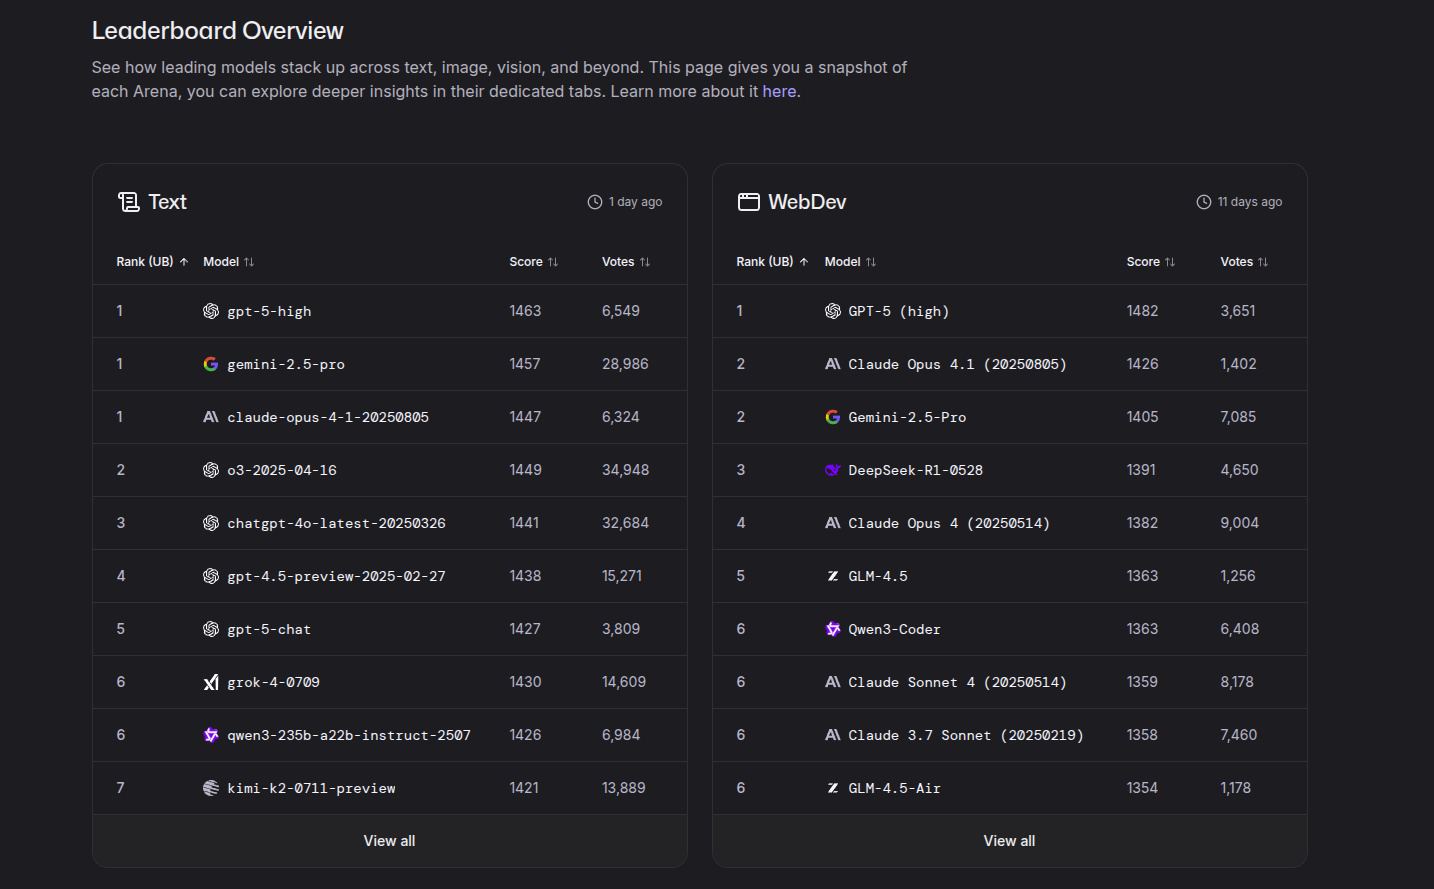 Leaderboard Overview
See how leading models stack up across text, image, vision, and beyond. This page gives you a snapshot of
each Arena, you can explore deeper insights in their dedicated tabs. Learn more about it here.
Text 1 day ago
Rank (UB) Model Score Votes
1 gpt-5-high 1463 6,549
1 gemini-2.5-pro 1457 28,986
1 claude-opus-4-1-20250805 1447 6,324
2 o3-2025-04-16 1449 34,948
3 chatgpt-4o-latest-20250326 1441 32,684
4 gpt-4.5-preview-2025-02-27 1438 15,271
5 gpt-5-chat 1427 3,809
6 grok-4-0709 1430 14,609
6 qwen3-235b-a22b-instruct-2507 1426 6,984
7 kimi-k2-0711-preview 1421 13,889
View all
WebDev 11 days ago
Rank (UB) Model Score Votes
1 GPT-5 (high) 1482 3,651
2 Claude Opus 4.1 (20250805) 1426 1,402
2 Gemini-2.5-Pro 1405 7,085
3 DeepSeek-R1-0528 1391 4,650
4 Claude Opus 4 (20250514) 1382 9,004
5 GLM-4.5 1363 1,256
6 Qwen3-Coder 1363 6,408
6 Claude Sonnet 4 (20250514) 1359 8,178
6 Claude 3.7 Sonnet (20250219) 1358 7,460
6 GLM-4.5-Air 1354 1,178
View all